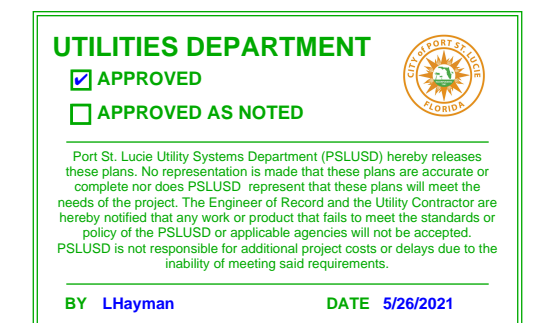 UTILITIES DEPARTMENT
CITY of PORT ST. LUCIE
FLORIDA
✔ APPROVED
APPROVED AS NOTED
Port St. Lucie Utility Systems Department (PSLUSD) hereby releases
these plans. No representation is made that these plans are accurate or
complete nor does PSLUSD represent that these plans will meet the
needs of the project. The Engineer of Record and the Utility Contractor are
hereby notified that any work or product that fails to meet the standards or
policy of the PSLUSD or applicable agencies will not be accepted.
PSLUSD is not responsible for additional project costs or delays due to the
inability of meeting said requirements.
BY LHayman DATE 5/26/2021